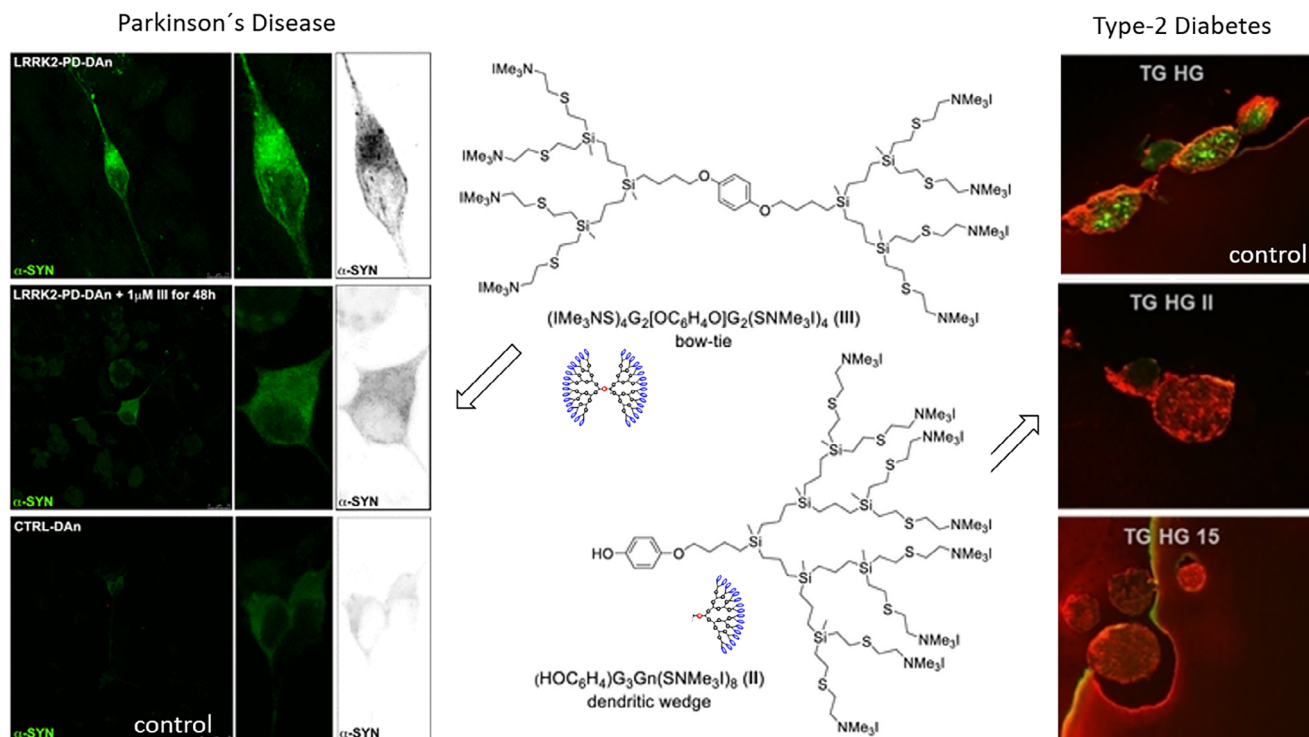 Parkinson´s Disease
Type-2 Diabetes
LRRK2-PD-DAn
α-SYN
α-SYN
LRRK2-PD-DAn + 1μM III for 48h
α-SYN
α-SYN
CTRL-DAn
control
α-SYN
α-SYN
IMe3N
S
IMe3N
S
Si
IMe3N
S
Si
Si
IMe3N
S
O
O
Si
Si
Si
S
NMe3I
S
NMe3I
S
NMe3I
S
NMe3I
(IMe3NS)4G2[OC6H4O]G2(SNMe3I)4 (III)
bow-tie
NMe3I
S
Si
S
NMe3I
NMe3I
S
Si
Si
S
NMe3I
HO
O
Si
S
NMe3I
Si
Si
S
NMe3I
Si
S
NMe3I
S
NMe3I
(HOC6H4)G3Gn(SNMe3I)8 (II)
dendritic wedge
TG HG
control
TG HG II
TG HG 15